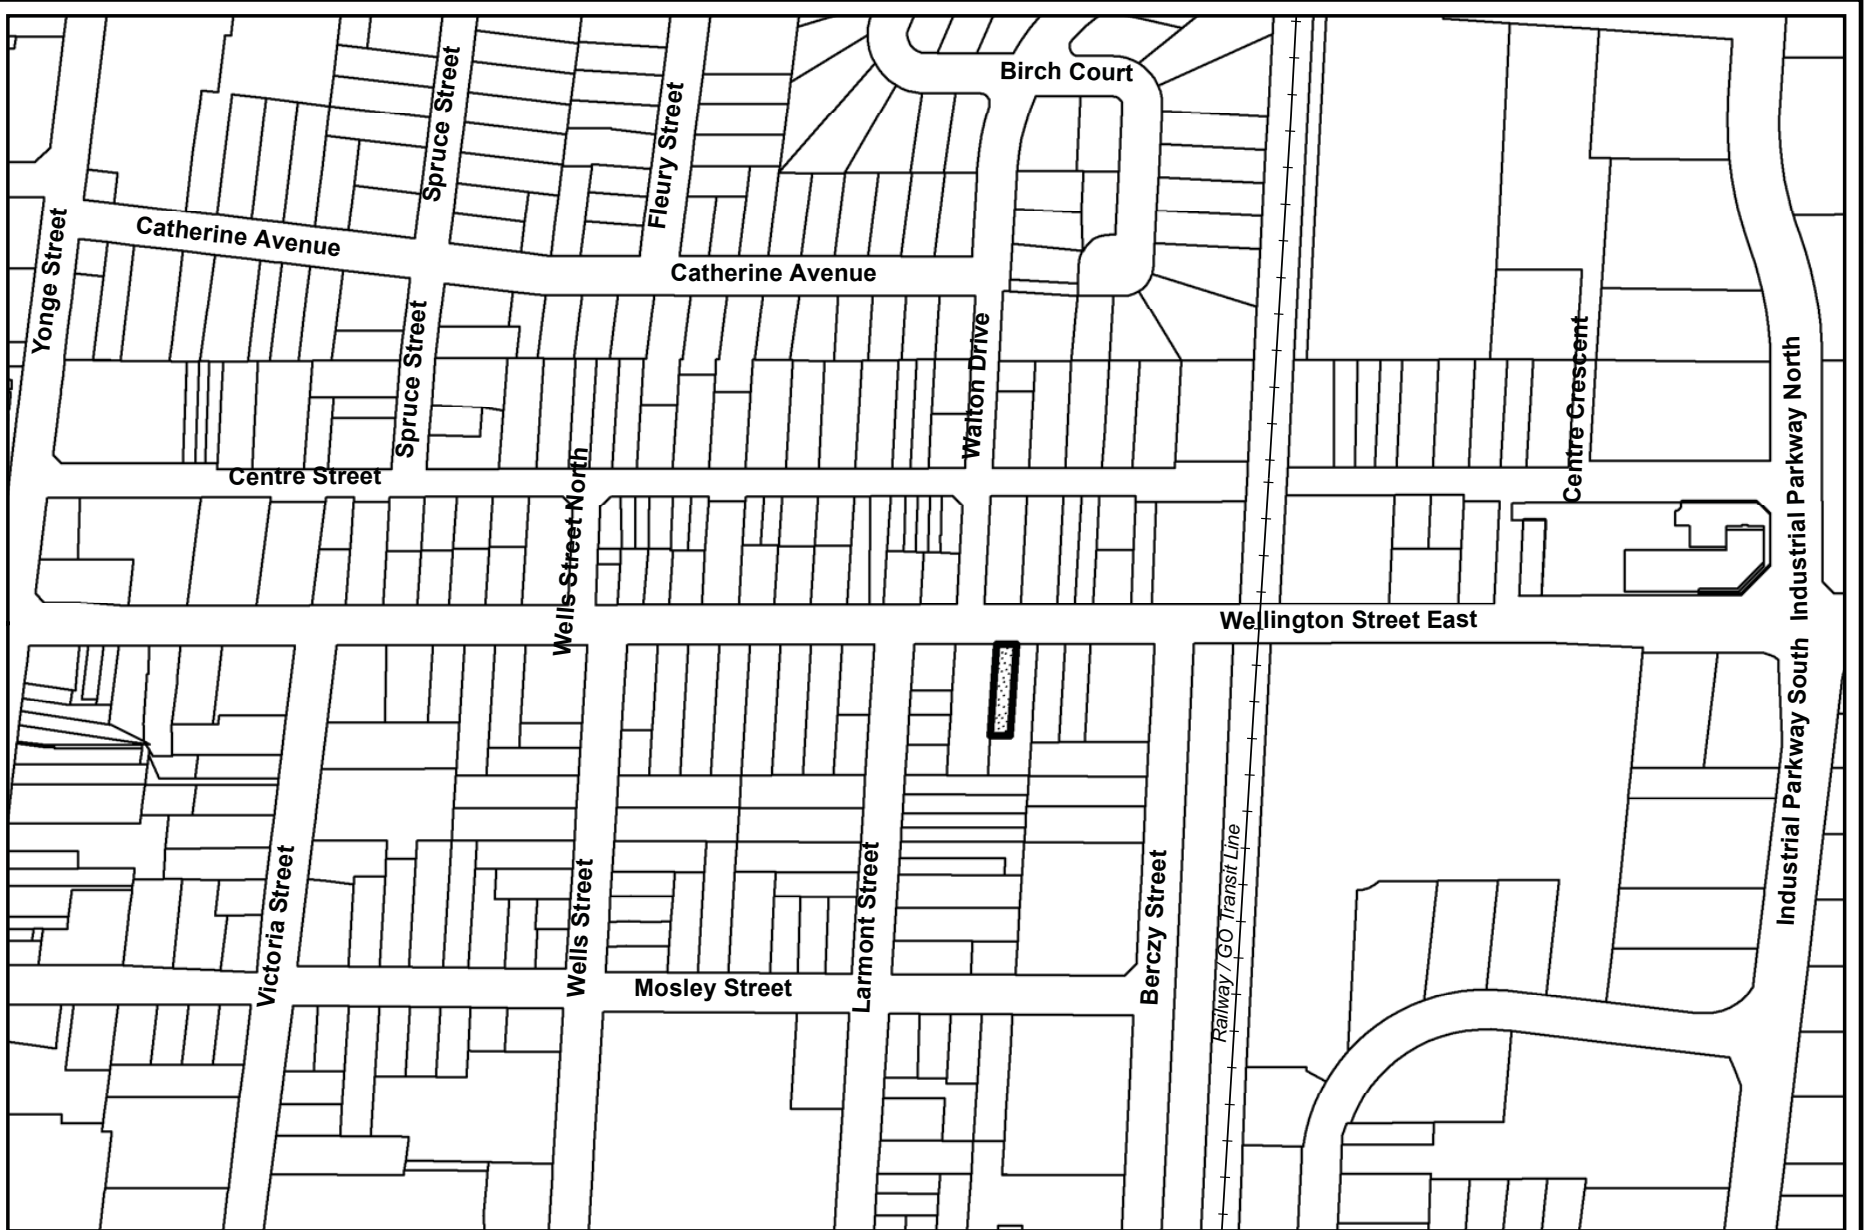 Birch Court
Spruce Street
Fleury Street
Catherine Avenue
Yonge Street
Catherine Avenue
Spruce Street
Walton Drive
Centre Crescent
Industrial Parkway North
Centre Street
Wells Street North
Wellington Street East
Industrial Parkway South
Railway / GO Transit Line
Victoria Street
Wells Street
Larmont Street
Berczy Street
Mosley Street